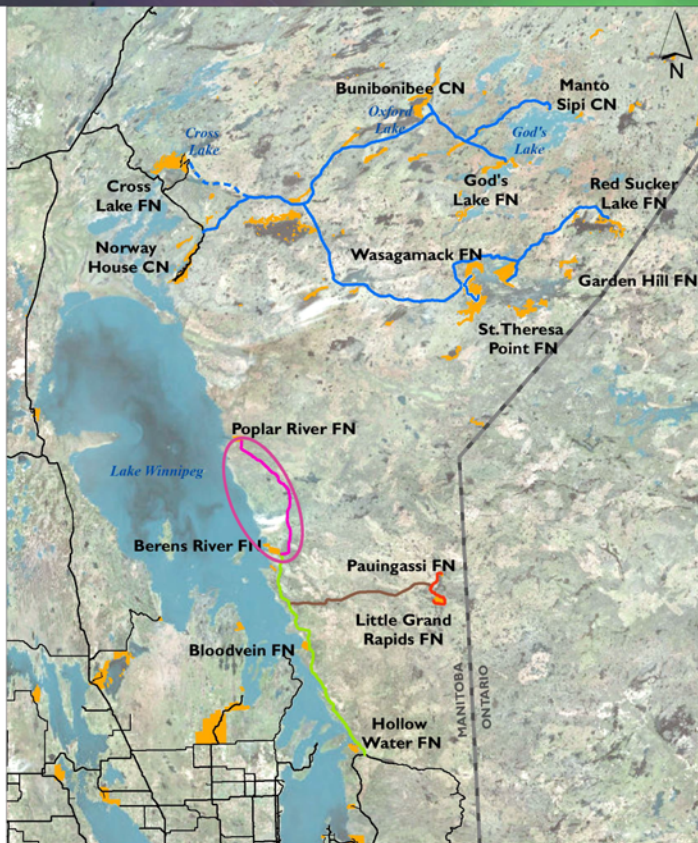 N
Bunibonibee CN
Manto
Sipi CN
Oxford
Lake
God's
Lake
Cross
Lake
God's
Lake FN
Red Sucker
Lake FN
Cross
Lake FN
Norway
House CN
Wasagamack FN
Garden Hill FN
St. Theresa
Point FN
Poplar River FN
Lake Winnipeg
Berens River FN
Pauingassi FN
Little Grand
Rapids FN
Bloodvein FN
MANITOBA
ONTARIO
Hollow
Water FN